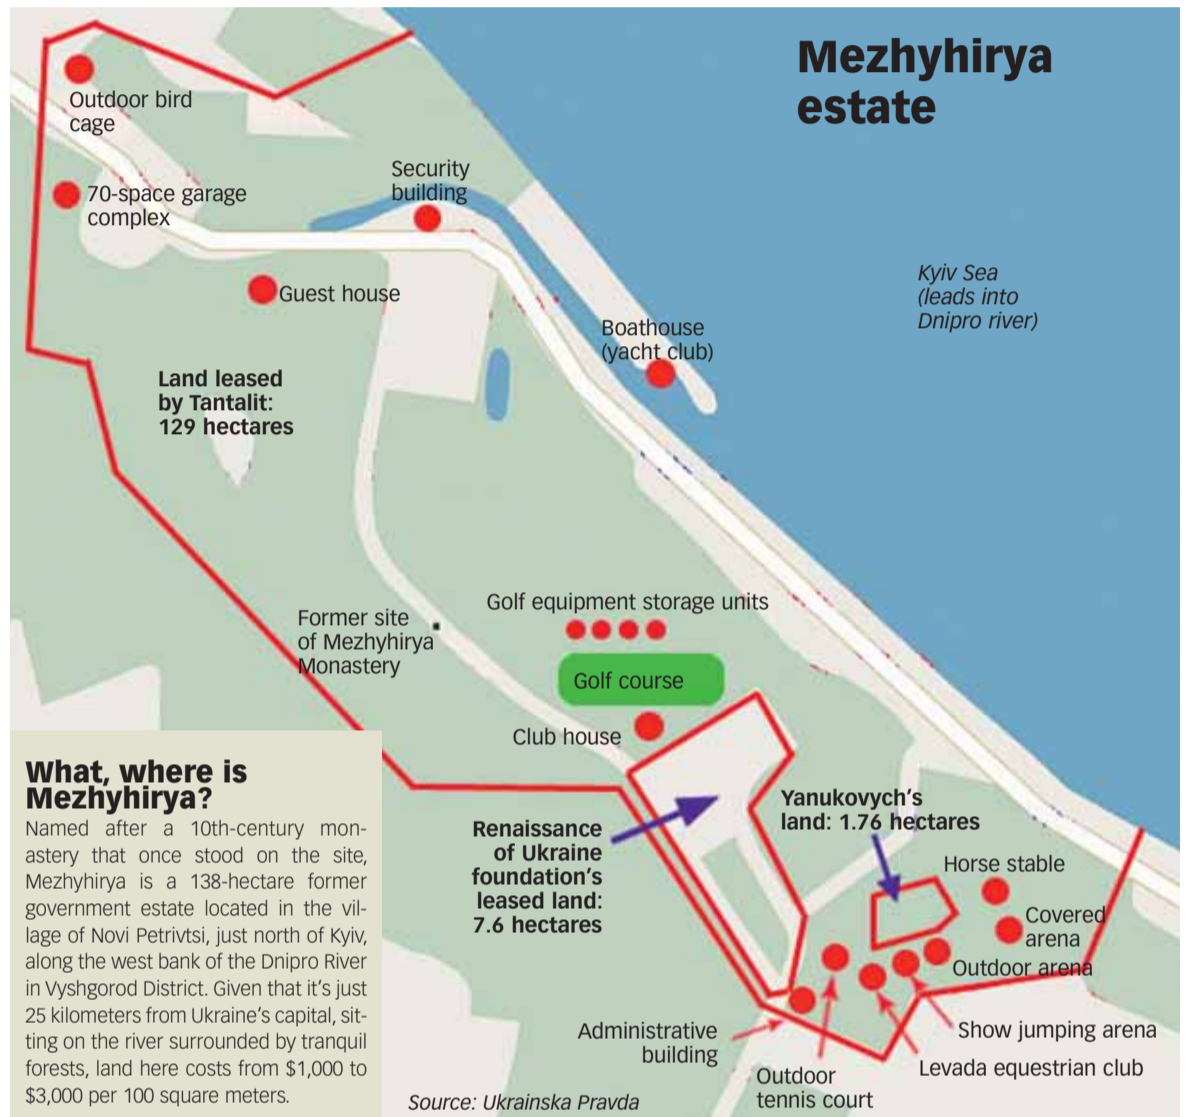 Mezhyhirya
estate
Outdoor bird
cage
70-space garage
complex
Security
building
Guest house
Kyiv Sea
(leads into
Dnipro river)
Boathouse
(yacht club)
Land leased
by Tantalit:
129 hectares
Golf equipment storage units
Former site
of Mezhyhirya
Monastery
Golf course
Club house
What, where is
Mezhyhirya?
Named after a 10th-century mon-
astery that once stood on the site,
Mezhyhirya is a 138-hectare former
government estate located in the vil-
lage of Novi Petrivtsi, just north of Kyiv,
along the west bank of the Dnipro River
in Vyshgorod District. Given that it's just
25 kilometers from Ukraine's capital, sit-
ting on the river surrounded by tranquil
forests, land here costs from $1,000 to
$3,000 per 100 square meters.
Renaissance
of Ukraine
foundation's
leased land:
7.6 hectares
Yanukovych's
land: 1.76 hectares
Horse stable
Covered
arena
Outdoor arena
Show jumping arena
Levada equestrian club
Administrative
building
Outdoor
tennis court
Source: Ukrainska Pravda